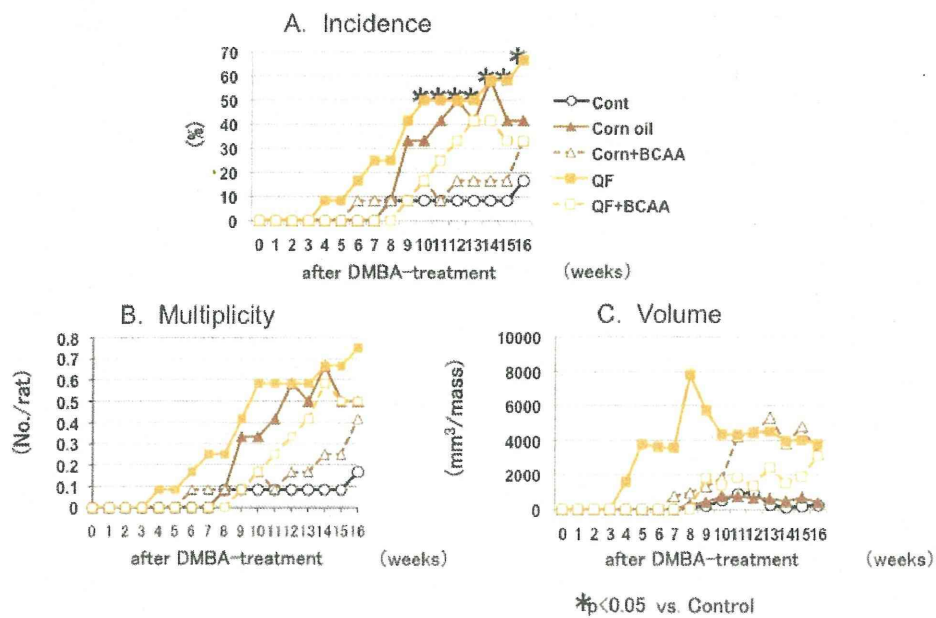 A. Incidence
70
60
50
40
30
20
10
0
(%)
0 1 2 3 4 5 6 7 8 9 10 11 12 13 14 15 16
after DMBA-treatment (weeks)
Cont
Corn oil
Corn+BCAA
QF
QF+BCAA
B. Multiplicity
0.8
0.7
0.6
0.5
0.4
0.3
0.2
0.1
0
(No./rat)
0 1 2 3 4 5 6 7 8 9 10 11 12 13 14 15 16
after DMBA-treatment (weeks)
C. Volume
10000
8000
6000
4000
2000
0
(mm³/mass)
0 1 2 3 4 5 6 7 8 9 10 11 12 13 14 15 16
after DMBA-treatment (weeks)
*p<0.05 vs. Control